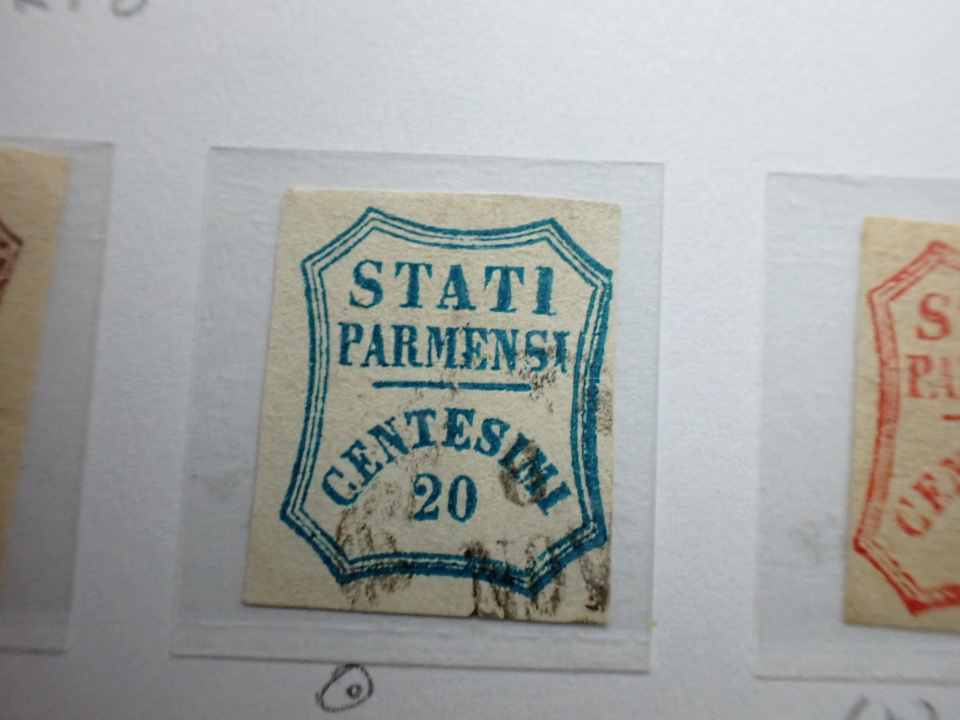 STATI
PARMENSI
CENTESIMI
20